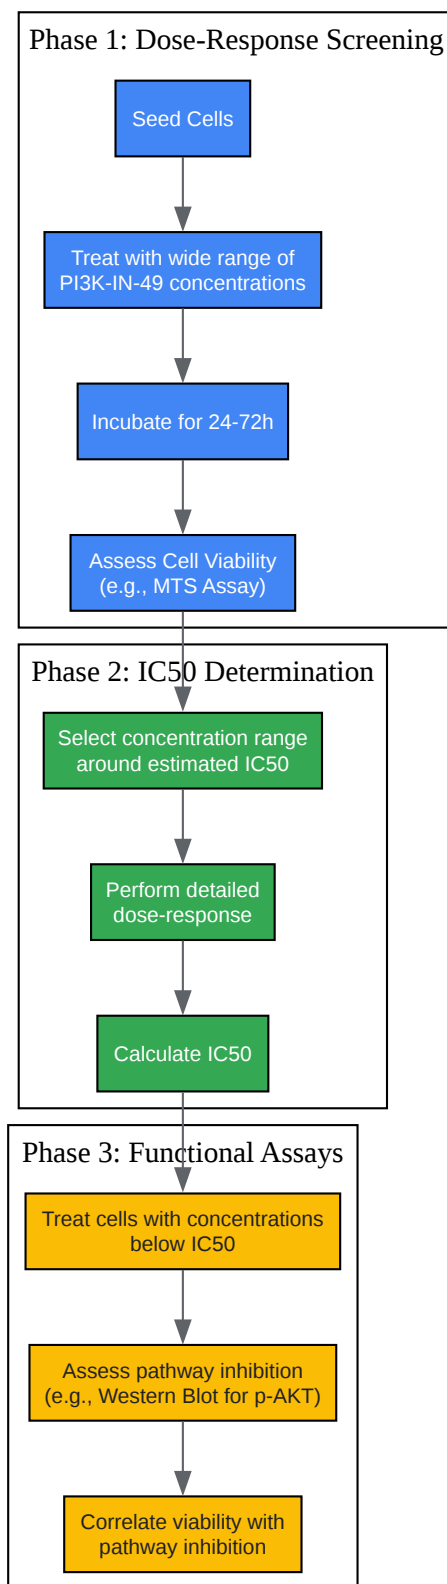 Phase 1: Dose-Response Screening
Seed Cells
Treat with wide range of
PI3K-IN-49 concentrations
Incubate for 24-72h
Assess Cell Viability
(e.g., MTS Assay)
Phase 2: IC50 Determination
Select concentration range
around estimated IC50
Perform detailed
dose-response
Calculate IC50
Phase 3: Functional Assays
Treat cells with concentrations
below IC50
Assess pathway inhibition
(e.g., Western Blot for p-AKT)
Correlate viability with
pathway inhibition